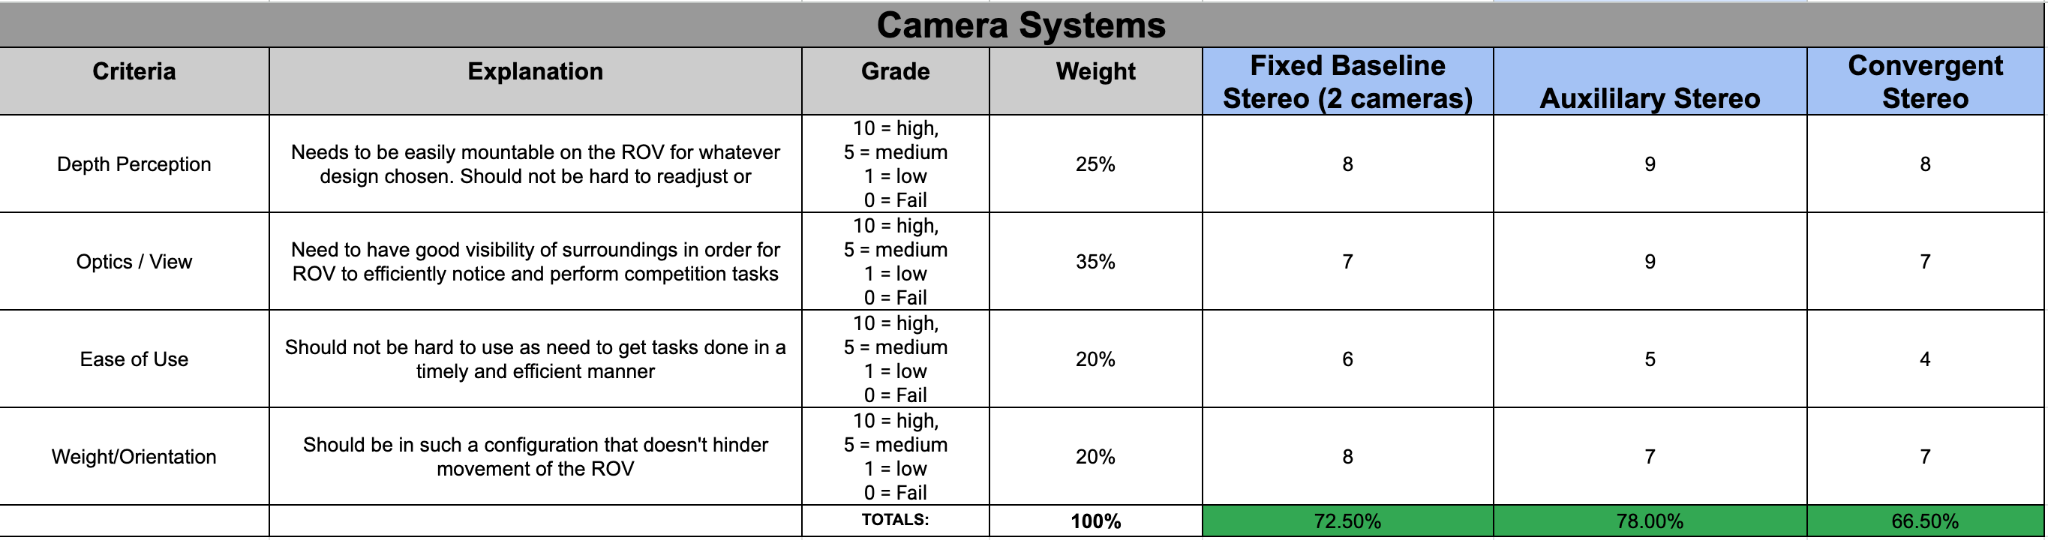 Camera Systems
Criteria
Explanation
Grade
Weight
Fixed Baseline
Stereo (2 cameras)
Auxililary Stereo
Convergent
Stereo
Depth Perception
Needs to be easily mountable on the ROV for whatever
design chosen. Should not be hard to readjust or
10 = high,
5 = medium
1 = low
0 = Fail
25%
8
9
8
Optics / View
Need to have good visibility of surroundings in order for
ROV to efficiently notice and perform competition tasks
10 = high,
5 = medium
1 = low
0 = Fail
35%
7
9
7
Ease of Use
Should not be hard to use as need to get tasks done in a
timely and efficient manner
10 = high,
5 = medium
1 = low
0 = Fail
20%
6
5
4
Weight/Orientation
Should be in such a configuration that doesn't hinder
movement of the ROV
10 = high,
5 = medium
1 = low
0 = Fail
20%
8
7
7
TOTALS:
100%
72.50%
78.00%
66.50%